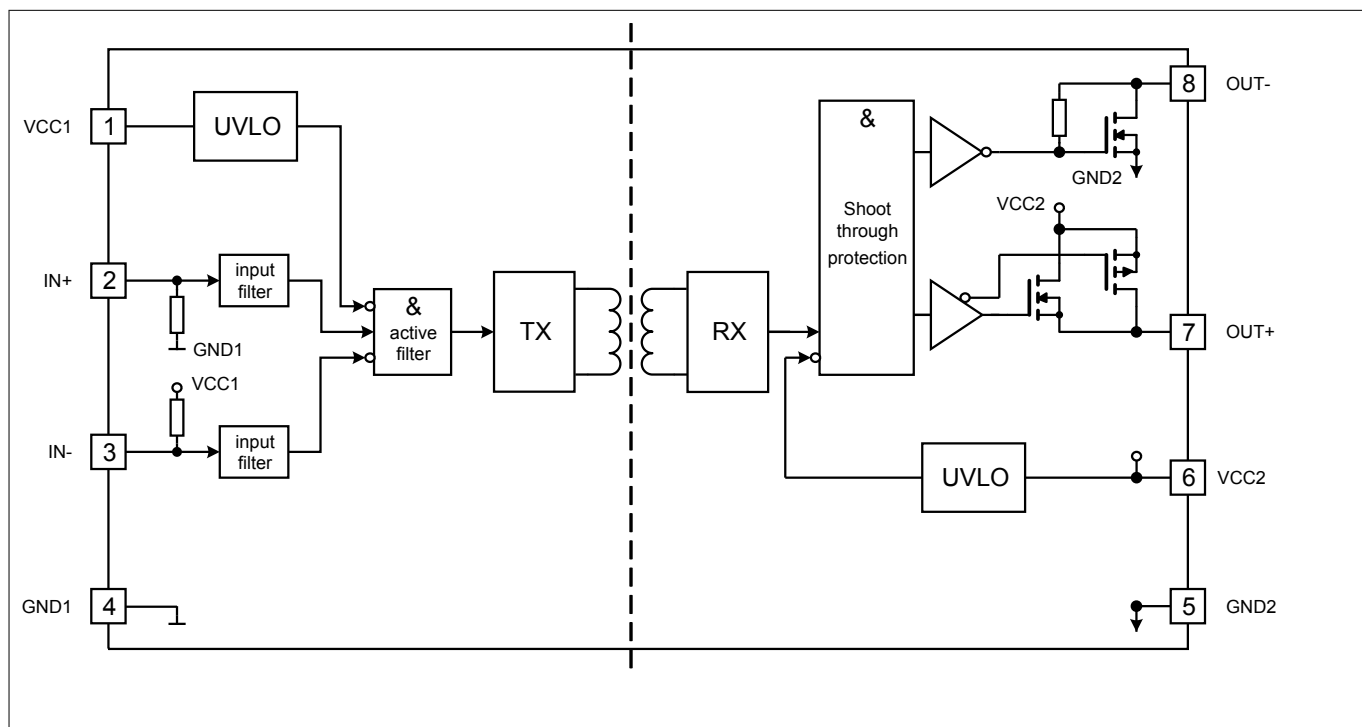 VCC1
1
UVLO
IN+
2
input
filter
GND1
VCC1
IN-
3
input
filter
GND1
4
&
active
filter
TX
RX
&
Shoot
through
protection
GND2
VCC2
8
OUT-
7
OUT+
UVLO
6
VCC2
5
GND2